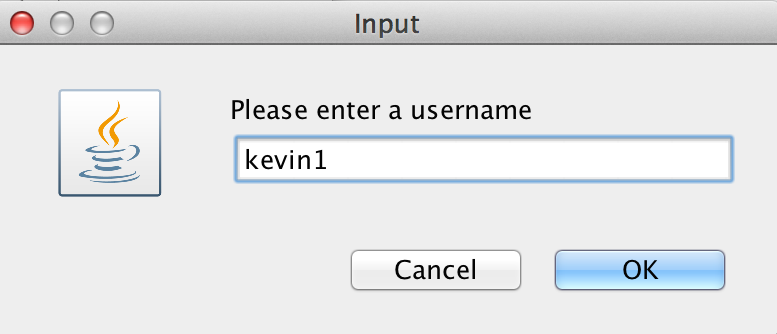 Input
Please enter a username
kevin1
Cancel
OK